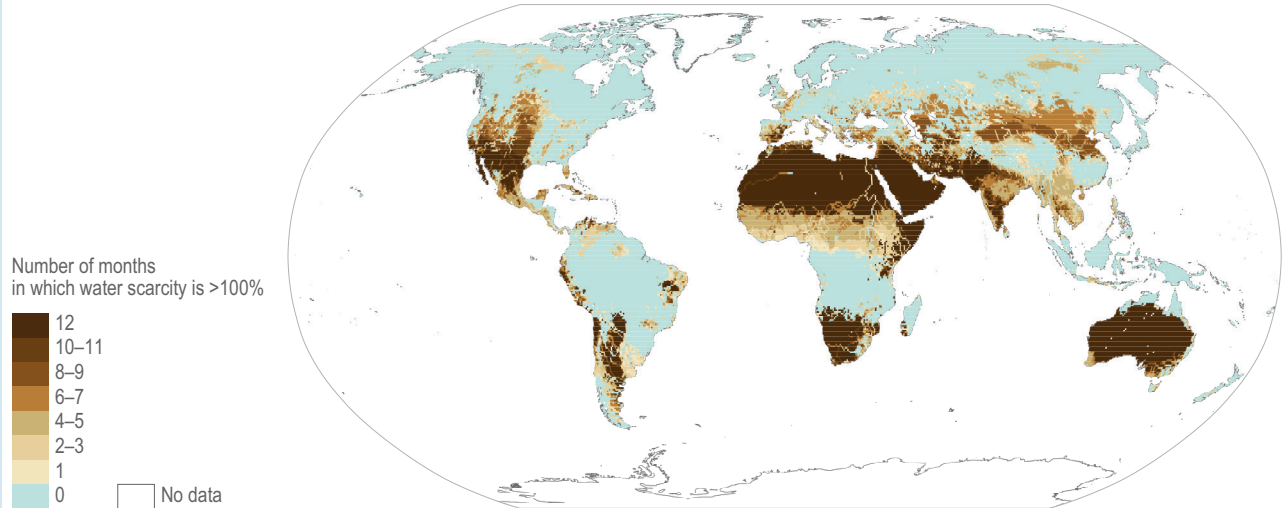 Number of months
in which water scarcity is >100%
12
10–11
8–9
6–7
4–5
2–3
1
0
No data